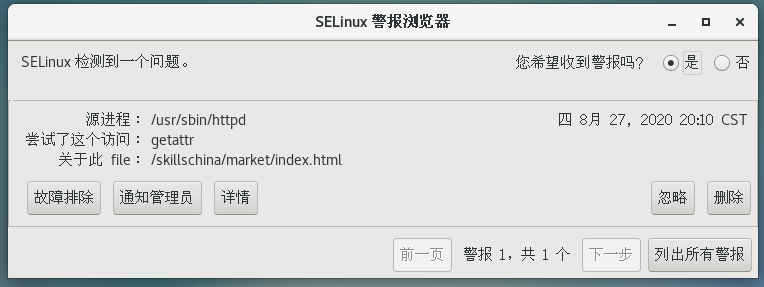 SELinux 警报浏览器
SELinux 检测到一个问题。 您希望收到警报吗? 是 否
源进程: /usr/sbin/httpd 四 8月 27, 2020 20:10 CST
尝试了这个访问: getattr
关于此 file: /skillschina/market/index.html
故障排除 通知管理员 详情 忽略 删除
前一页 警报 1, 共 1 个 下一步 列出所有警报